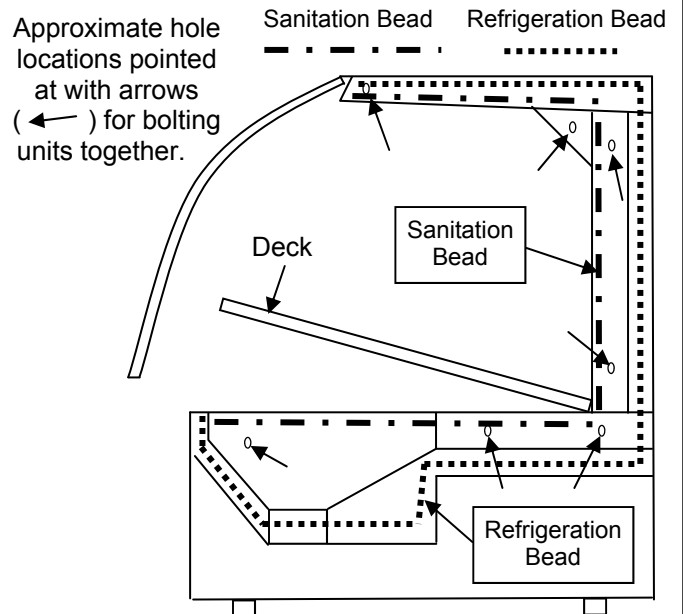 Approximate hole
locations pointed
at with arrows
( ) for bolting
units together.
Sanitation Bead
Refrigeration Bead
Sanitation
Bead
Deck
Refrigeration
Bead